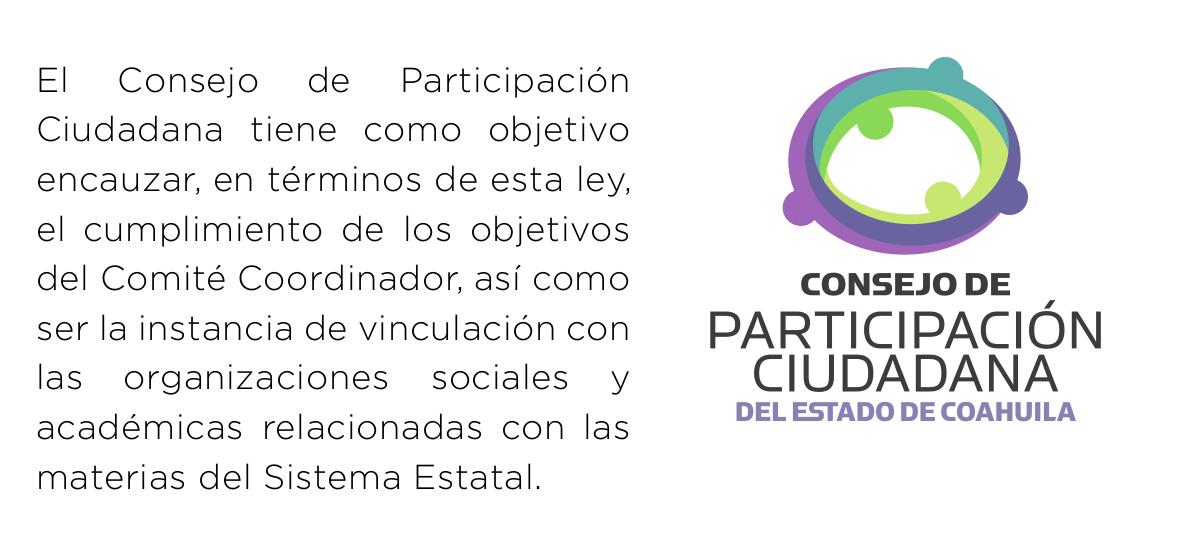 El Consejo de Participación
Ciudadana tiene como objetivo
encauzar, en términos de esta ley,
el cumplimiento de los objetivos
del Comité Coordinador, así como
ser la instancia de vinculación con
las organizaciones sociales y
académicas relacionadas con las
materias del Sistema Estatal.
CONSEJO DE
PARTICIPACIÓN
CIUDADANA
DEL ESTADO DE COAHUILA